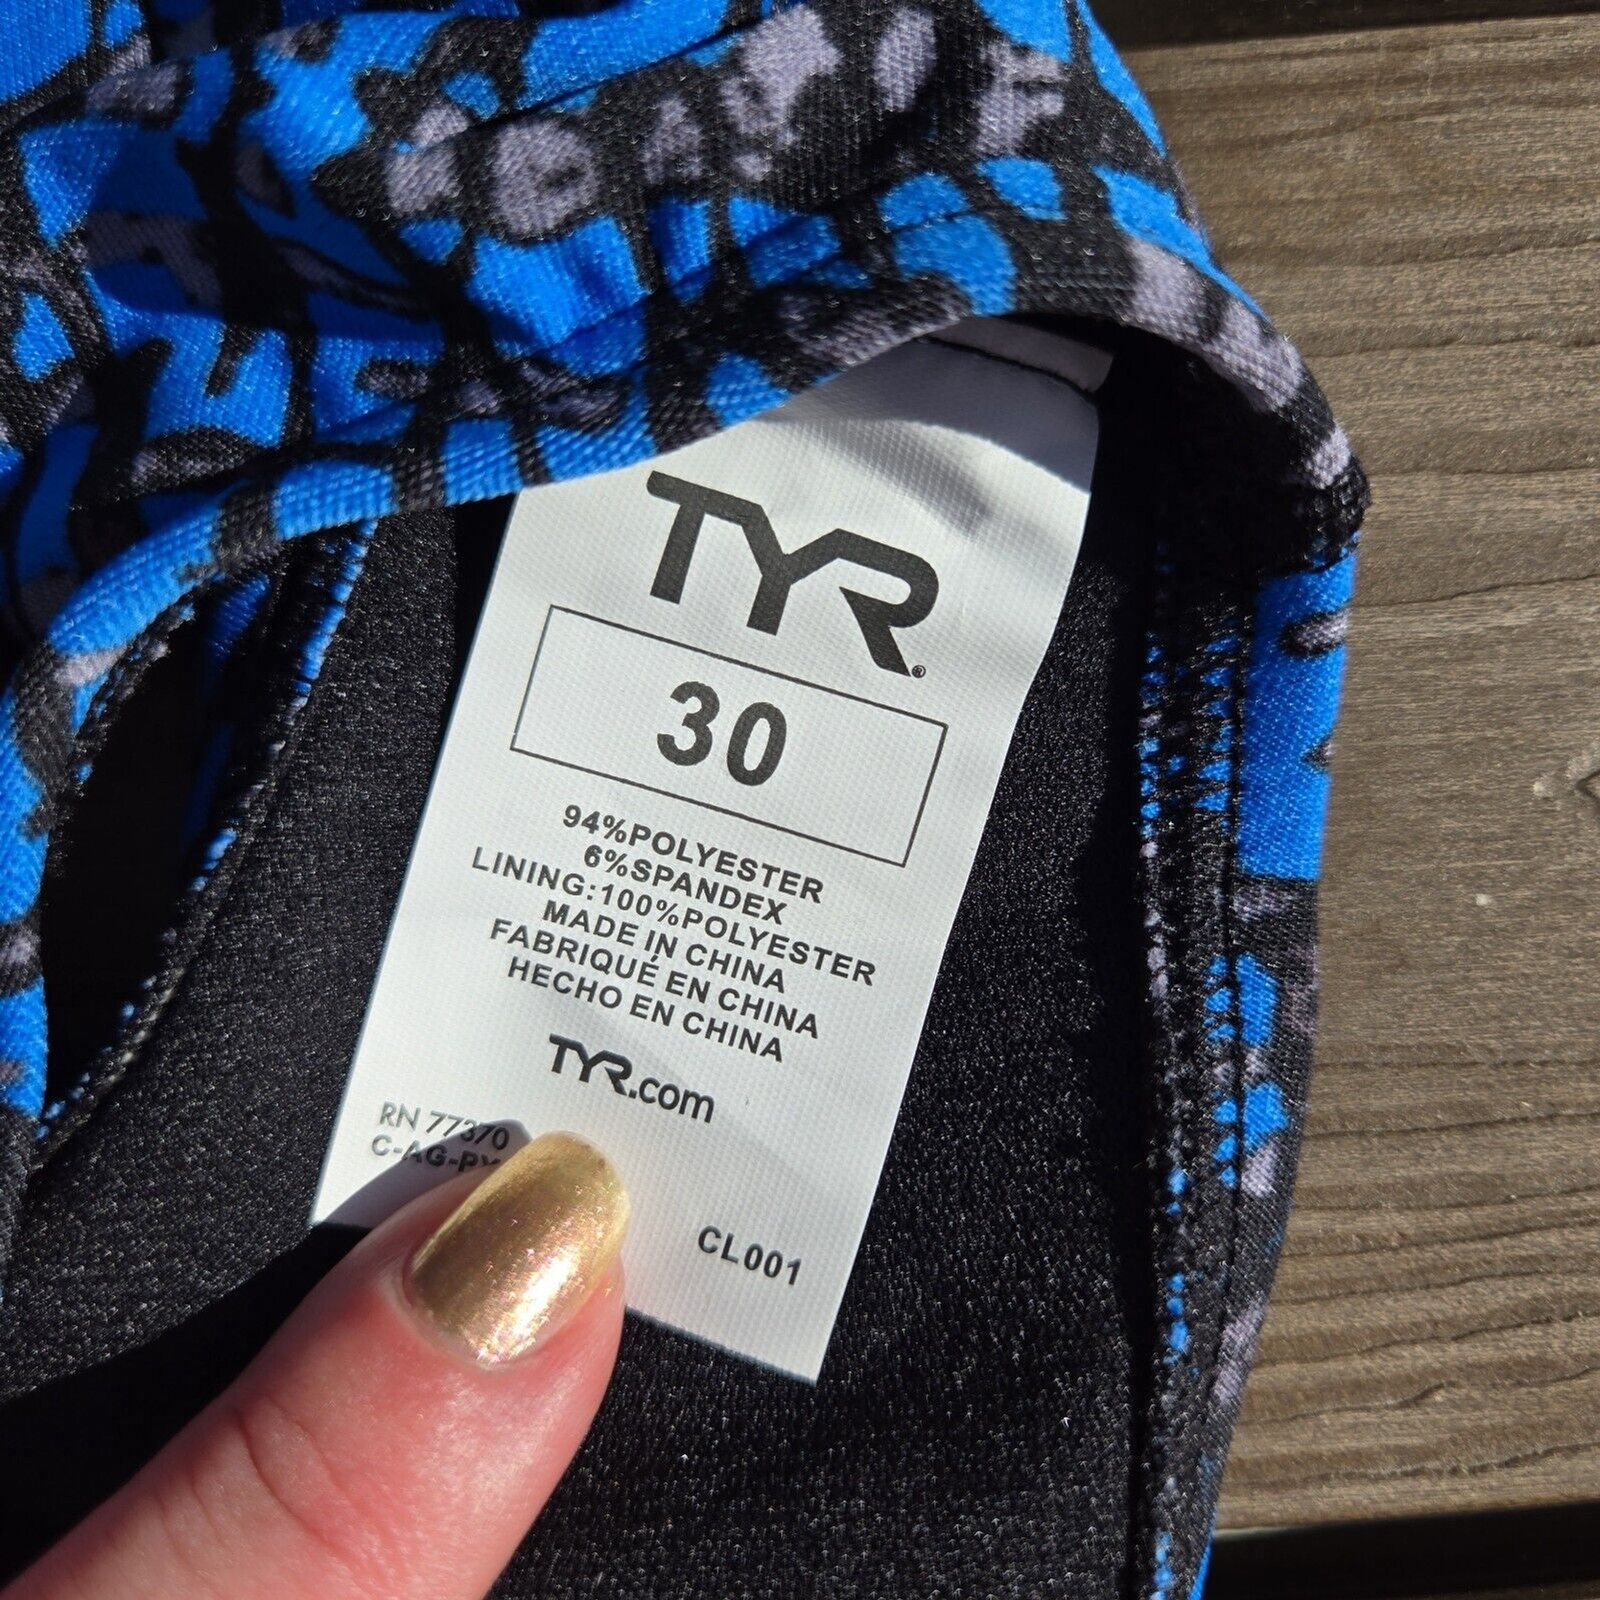 TYR®
30
94%POLYESTER
6%SPANDEX
LINING:100%POLYESTER
MADE IN CHINA
FABRIQUÉ EN CHINA
HECHO EN CHINA
TYR.com
RN 77370
CL001